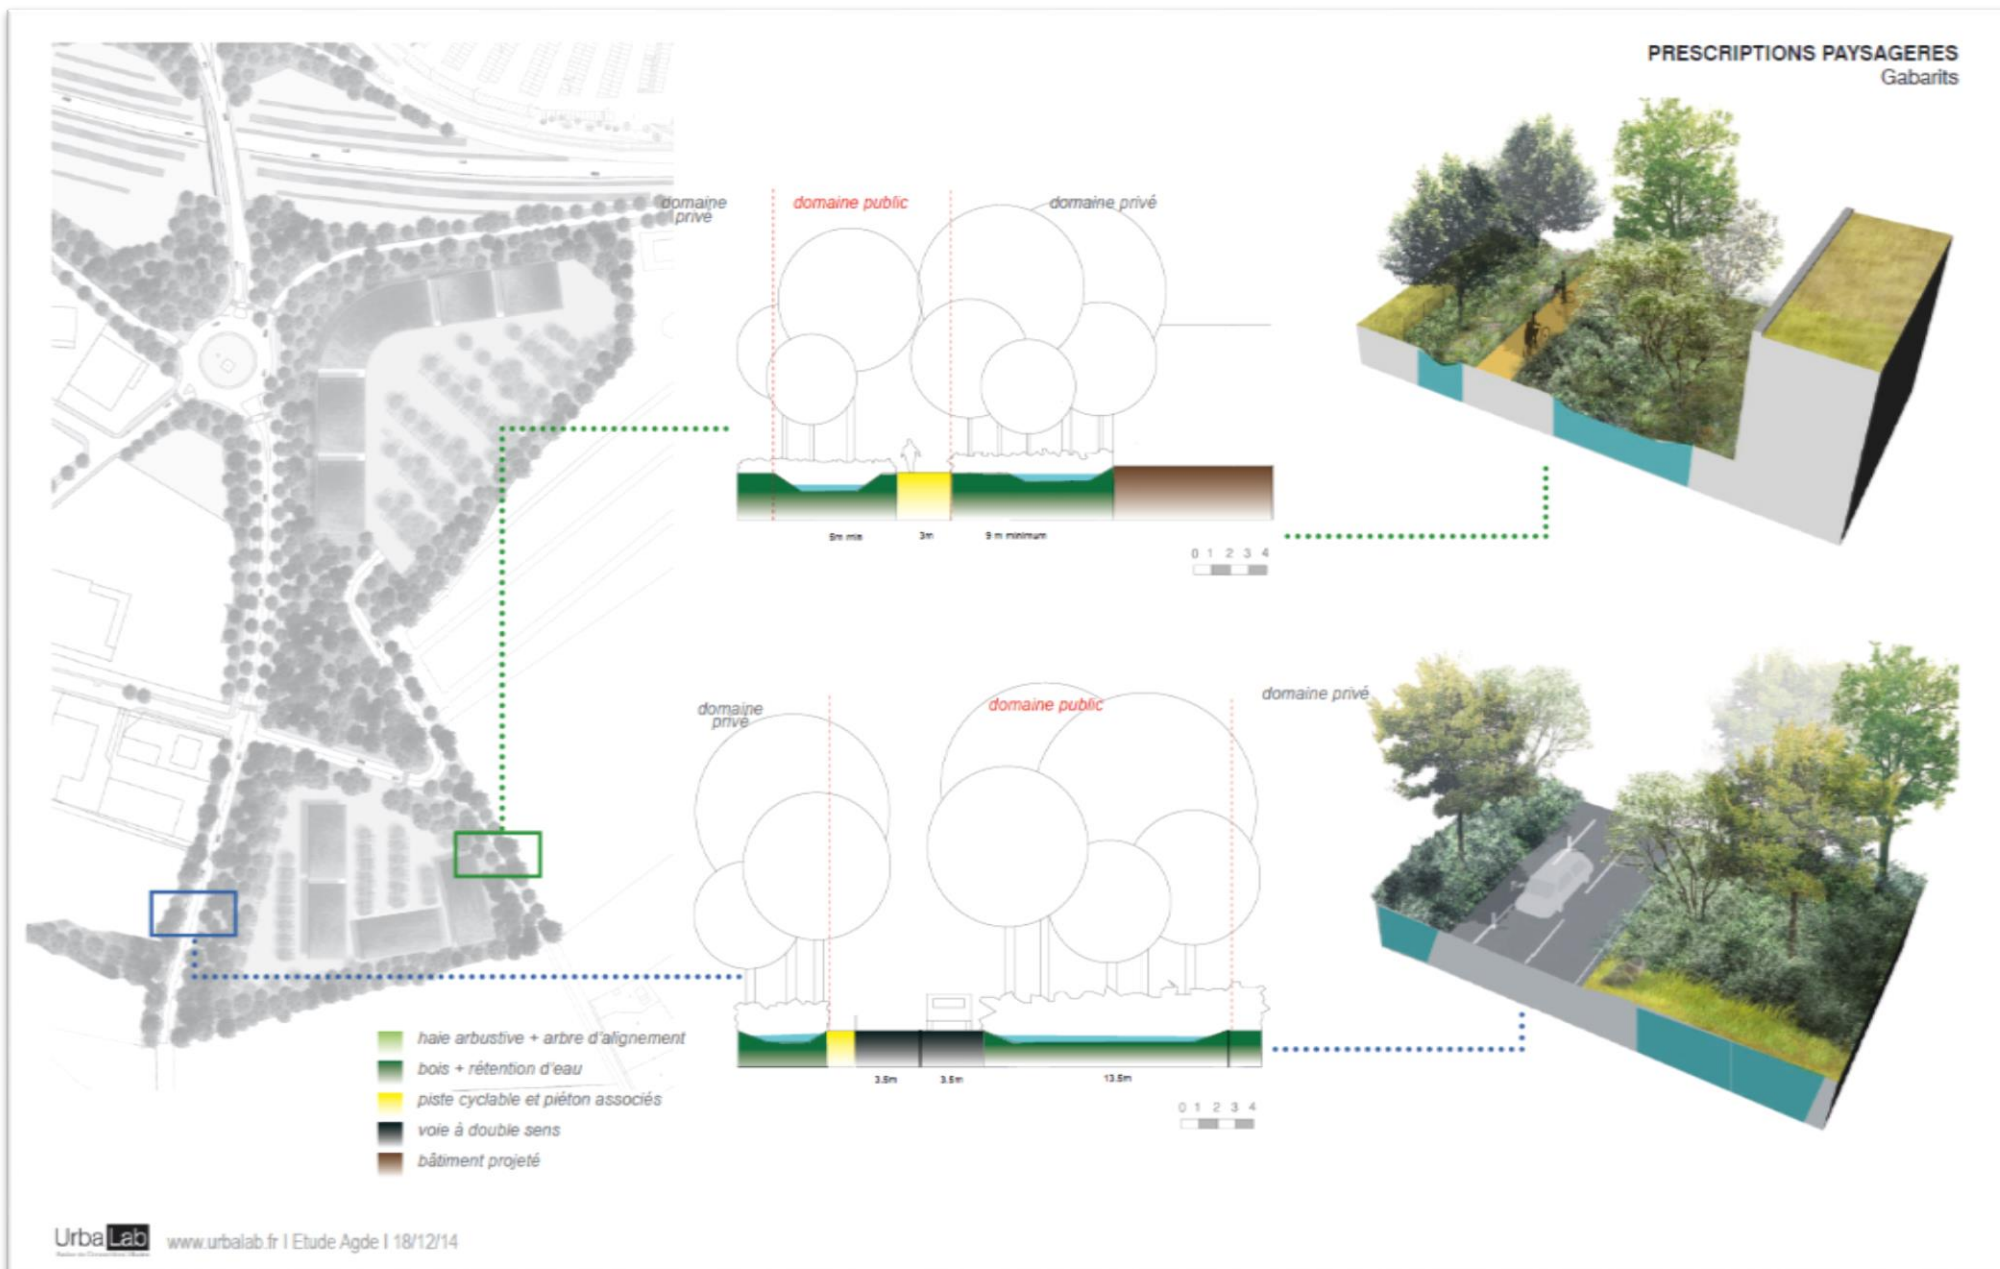 PRESCRIPTIONS PAYSAGERES
Gabarits
domaine
privé
domaine public
domaine privé
5m min
3m
9 m minimum
0 1 2 3 4
domaine
privé
domaine public
domaine privé
3.5m
3.5m
13.5m
0 1 2 3 4
haie arbustive + arbre d'alignement
bois + rétention d'eau
piste cyclable et piéton associés
voie à double sens
bâtiment projeté
UrbaLab
www.urbalab.fr I Etude Agde I 18/12/14